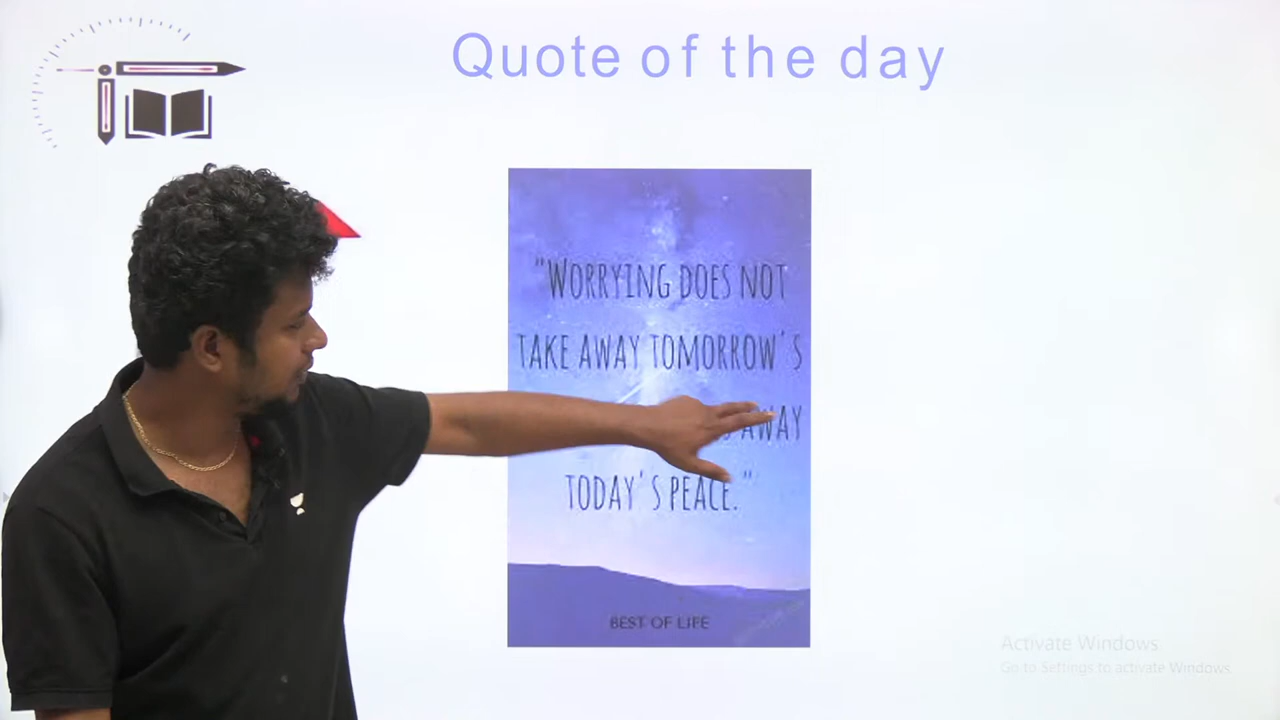 Quote of the day
"WORRYING DOES NOT
TAKE AWAY TOMORROW'S
AWAY
TODAY'S PEACE."
BEST OF LIFE
Activate Windows
Go to Settings to activate Windows.